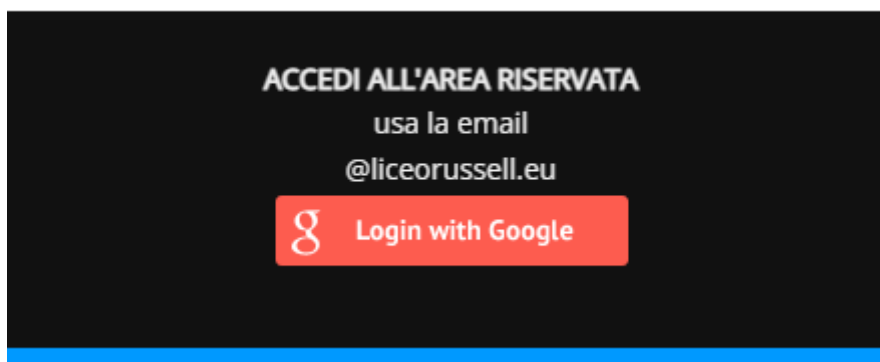 ACCEDI ALL'AREA RISERVATA
usa la email
@liceorussell.eu
g Login with Google